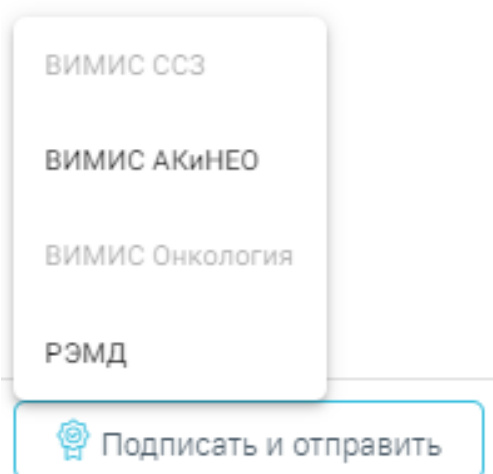 ВИМИС ССЗ
ВИМИС АКиНЕО
ВИМИС Онкология
РЭМД
Подписать и отправить